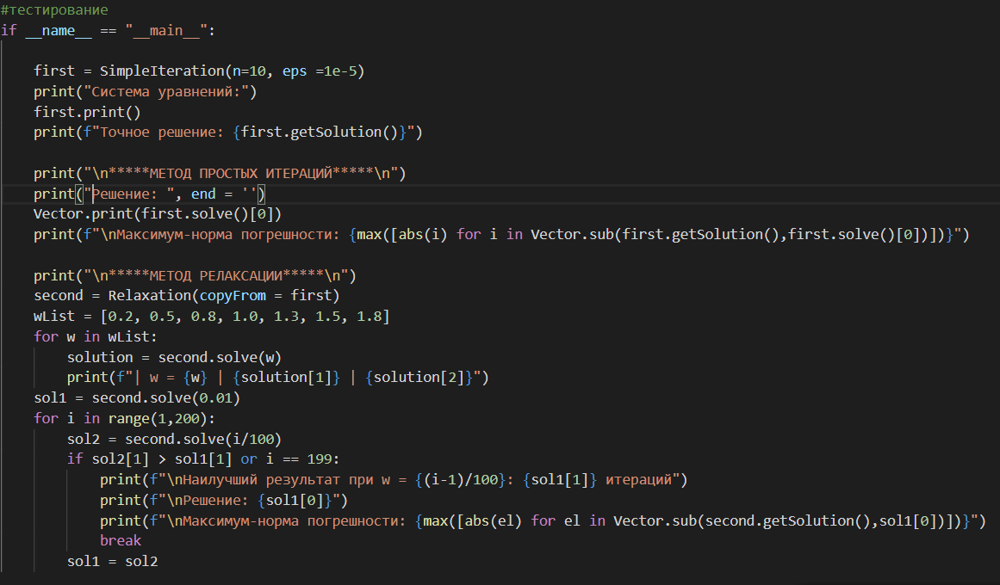 #тестирование
if __name__ == "__main__":
    first = SimpleIteration(n=10, eps =1e-5)
    print("Система уравнений:")
    first.print()
    print(f"Точное решение: {first.getSolution()}")
    print("\n*****МЕТОД ПРОСТЫХ ИТЕРАЦИЙ*****\n")
    print("Решение: ", end = '')
    Vector.print(first.solve()[0])
    print(f"\nМаксимум-норма погрешности: {max([abs(i) for i in Vector.sub(first.getSolution(),first.solve()[0])])}")
    print("\n*****МЕТОД РЕЛАКСАЦИИ*****\n")
    second = Relaxation(copyFrom = first)
    wList = [0.2, 0.5, 0.8, 1.0, 1.3, 1.5, 1.8]
    for w in wList:
        solution = second.solve(w)
        print(f"| w = {w} | {solution[1]} | {solution[2]}")
    sol1 = second.solve(0.01)
    for i in range(1,200):
        sol2 = second.solve(i/100)
        if sol2[1] > sol1[1] or i == 199:
            print(f"\nНаилучший результат при w = {(i-1)/100}: {sol1[1]} итераций")
            print(f"\nРешение: {sol1[0]}")
            print(f"\nМаксимум-норма погрешности: {max([abs(el) for el in Vector.sub(second.getSolution(),sol1[0])])}")
            break
        sol1 = sol2